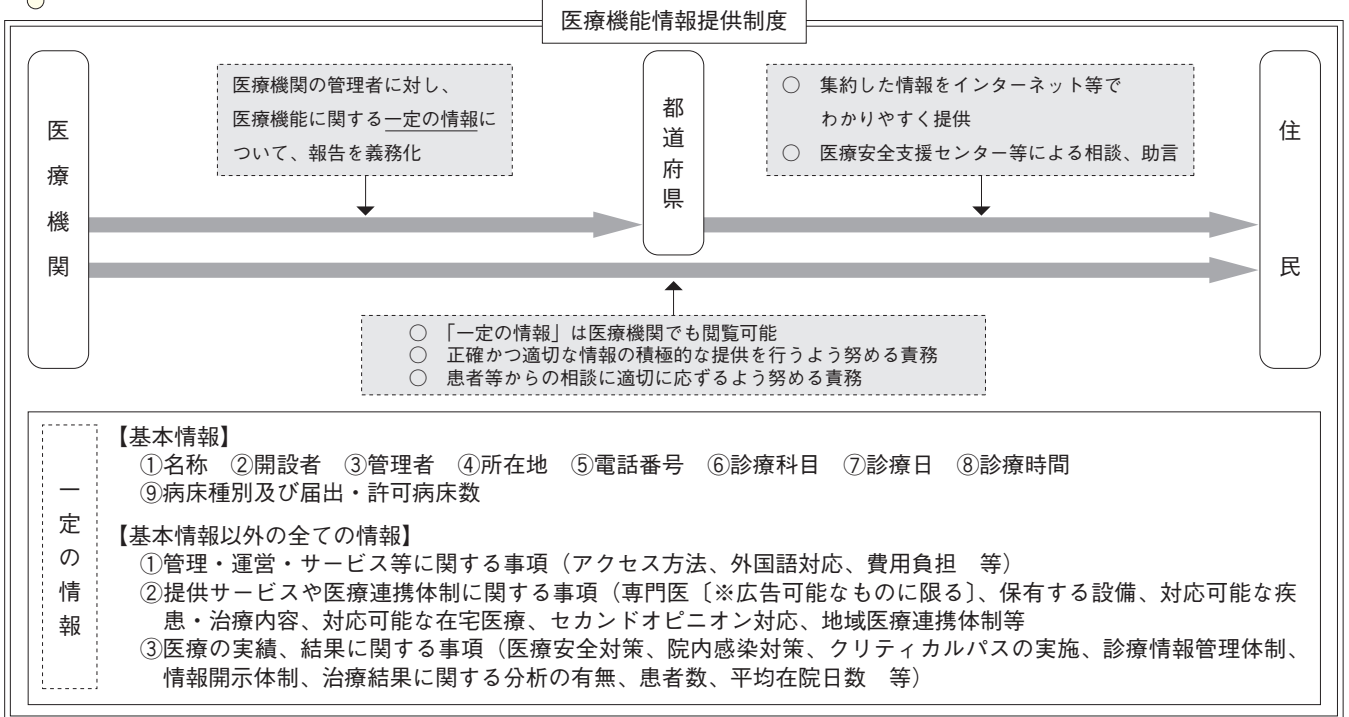 医療機能情報提供制度
医療機関
医療機関の管理者に対し、
医療機能に関する一定の情報に
ついて、報告を義務化
都道府県
○ 集約した情報をインターネット等で
わかりやすく提供
○ 医療安全支援センター等による相談、助言
住民
○ 「一定の情報」は医療機関でも閲覧可能
○ 正確かつ適切な情報の積極的な提供を行うよう努める責務
○ 患者等からの相談に適切に応ずるよう努める責務
一定の情報
【基本情報】
①名称 ②開設者 ③管理者 ④所在地 ⑤電話番号 ⑥診療科目 ⑦診療日 ⑧診療時間
⑨病床種別及び届出・許可病床数
【基本情報以外の全ての情報】
①管理・運営・サービス等に関する事項（アクセス方法、外国語対応、費用負担 等）
②提供サービスや医療連携体制に関する事項（専門医〔※広告可能なものに限る〕、保有する設備、対応可能な疾
患・治療内容、対応可能な在宅医療、セカンドオピニオン対応、地域医療連携体制等
③医療の実績、結果に関する事項（医療安全対策、院内感染対策、クリティカルパスの実施、診療情報管理体制、
情報開示体制、治療結果に関する分析の有無、患者数、平均在院日数 等）